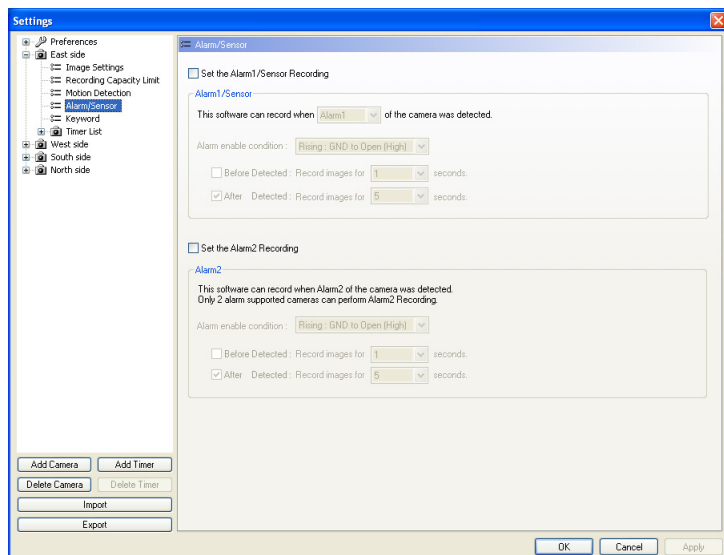 Settings
Preferences
East side
Image Settings
Recording Capacity Limit
Motion Detection
Alarm/Sensor
Keyword
Timer List
West side
South side
North side
Add Camera
Add Timer
Delete Camera
Delete Timer
Import
Export
Alarm/Sensor
Set the Alarm1/Sensor Recording
Alarm1/Sensor
This software can record when Alarm1 of the camera was detected.
Alarm enable condition : Rising : GND to Open (High)
Before Detected : Record images for 1 seconds.
After Detected : Record images for 5 seconds.
Set the Alarm2 Recording
Alarm2
This software can record when Alarm2 of the camera was detected.
Only 2 alarm supported cameras can perform Alarm2 Recording.
Alarm enable condition : Rising : GND to Open (High)
Before Detected : Record images for 1 seconds.
After Detected : Record images for 5 seconds.
OK
Cancel
Apply